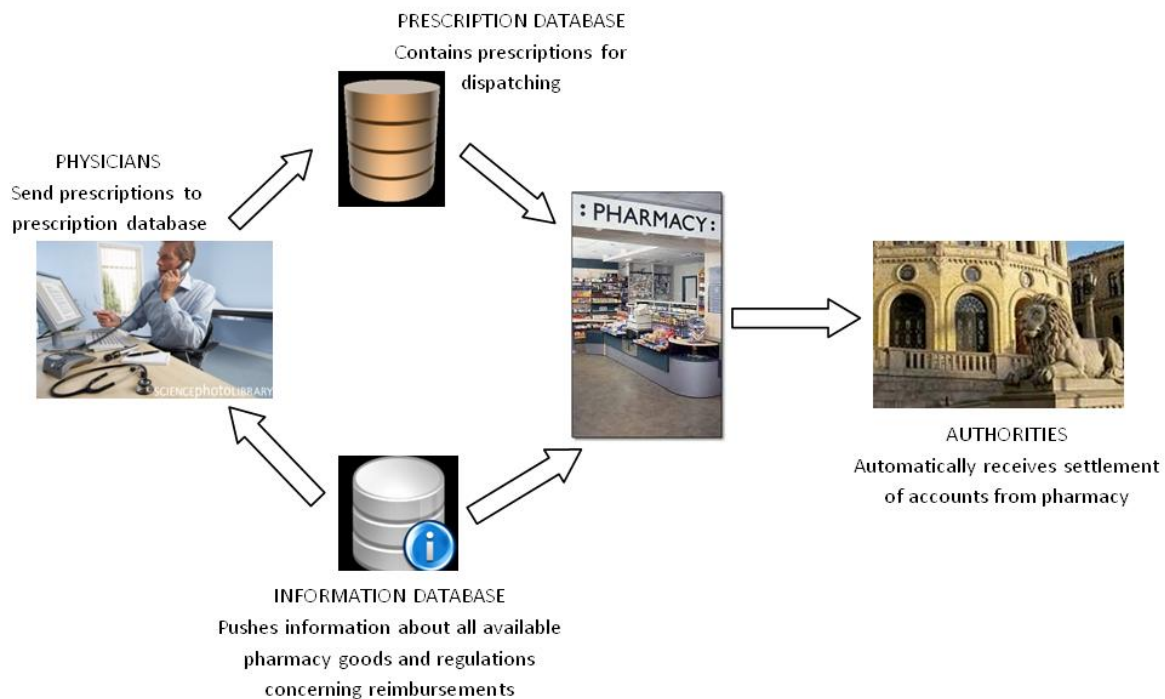 PRESCRIPTION DATABASE
Contains prescriptions for
dispatching
PHYSICIANS
Send prescriptions to
prescription database
SCIENCEPHOTOLIBRARY
: PHARMACY :
AUTHORITIES
Automatically receives settlement
of accounts from pharmacy
i
INFORMATION DATABASE
Pushes information about all available
pharmacy goods and regulations
concerning reimbursements